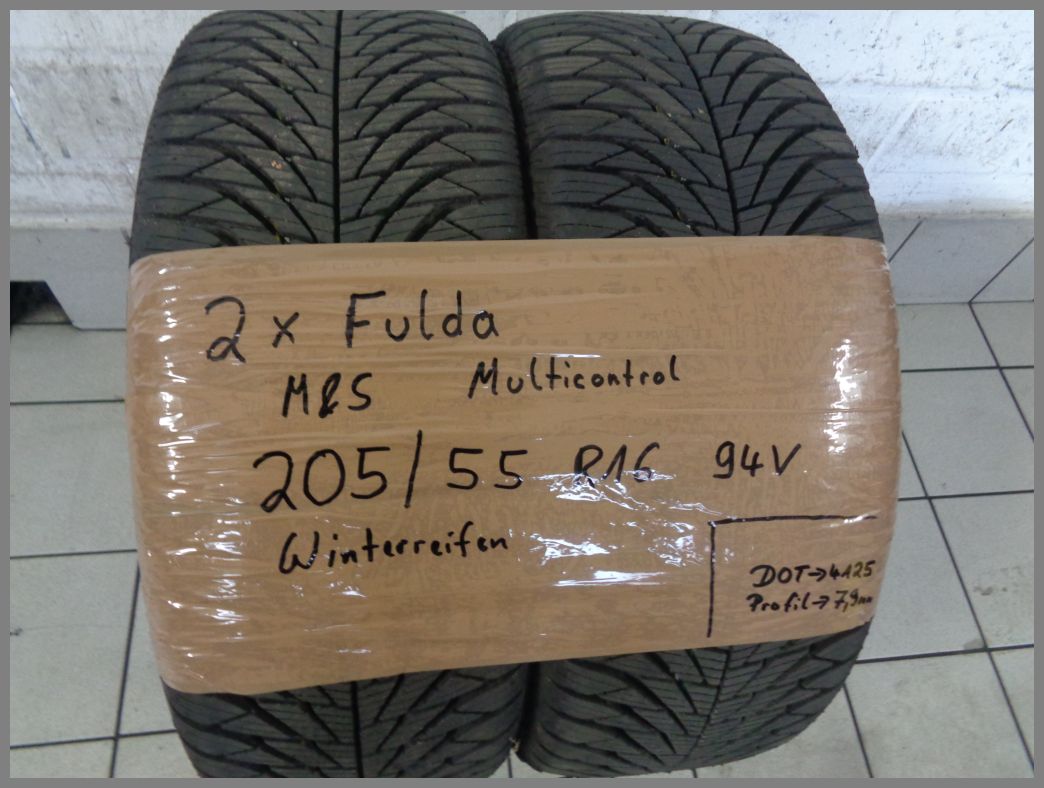 2x Fulda
M&S Multicontrol
205/55 R16 94V
Winterreifen
DOT→4125
Profil→7,9mm